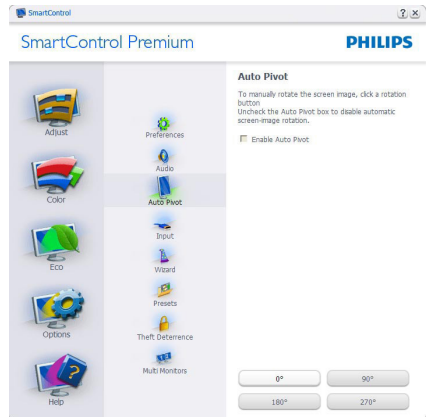 SmartControl
SmartControl Premium
PHILIPS
Adjust
Color
Eco
Options
Help
Preferences
Audio
Auto Pivot
Input
Wizard
Presets
Theft Deterrence
Multi Monitors
Auto Pivot
To manually rotate the screen image, click a rotation
button
Uncheck the Auto Pivot box to disable automatic
screen-image rotation.
Enable Auto Pivot
0°
90°
180°
270°